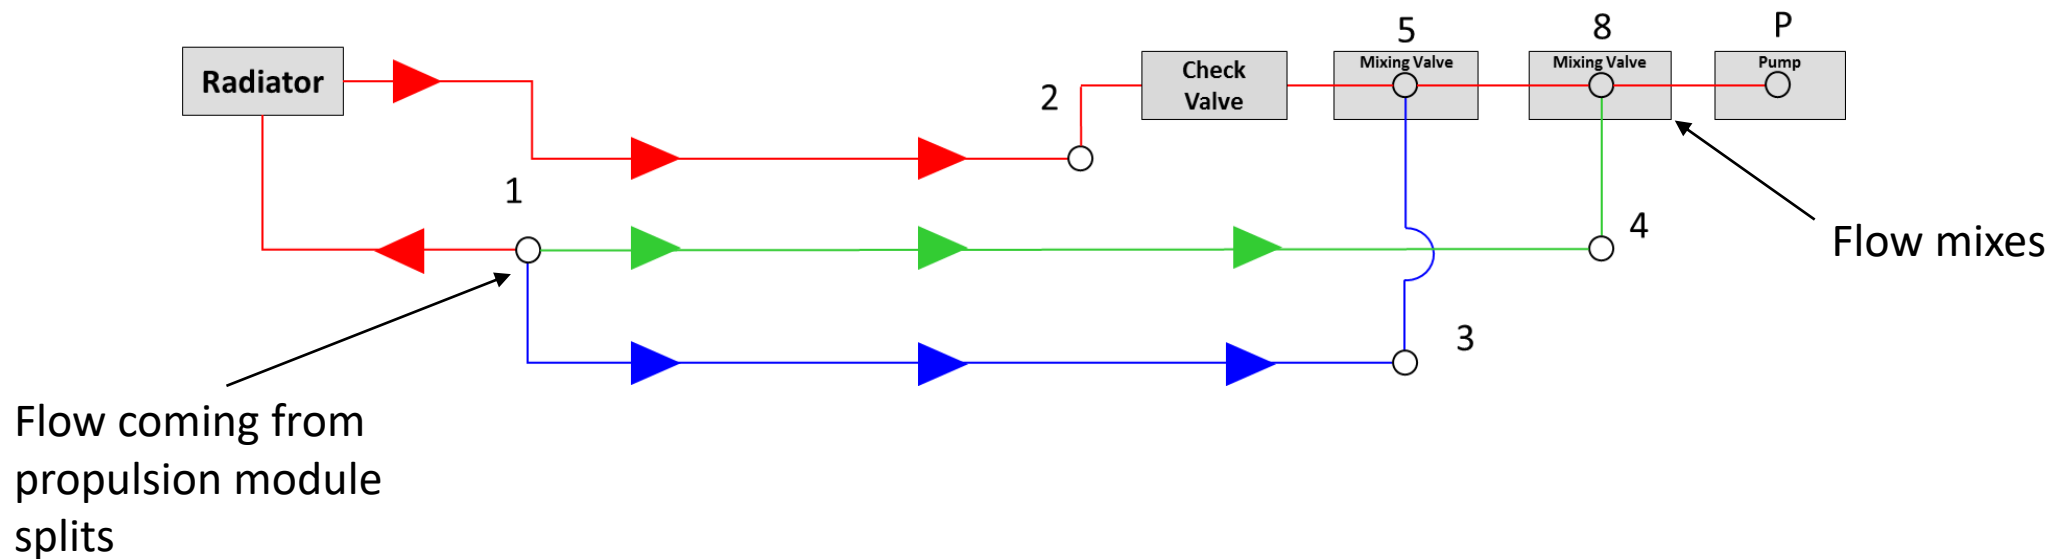 5
8
P
Radiator
2
Check
Valve
Mixing Valve
Mixing Valve
Pump
1
4
Flow mixes
3
Flow coming from
propulsion module
splits